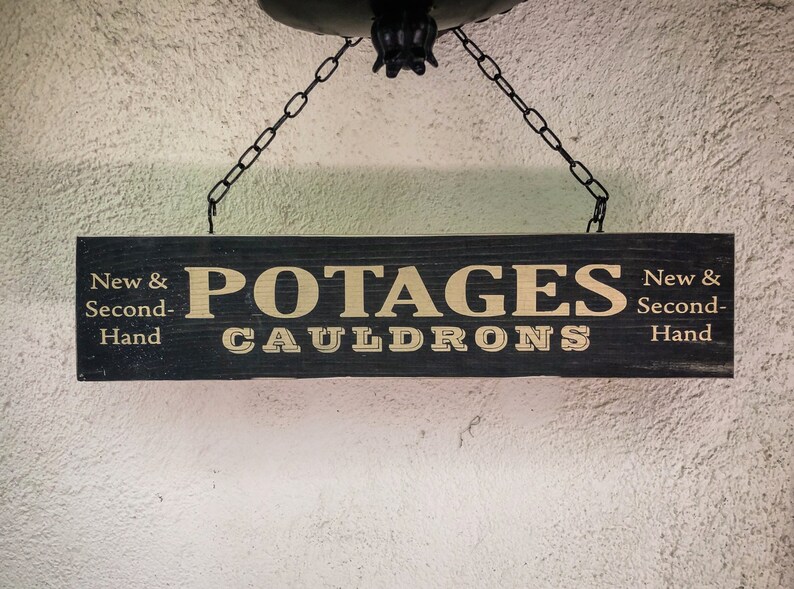 New &
Second-
Hand
POTAGES
CAULDRONS
New &
Second-
Hand